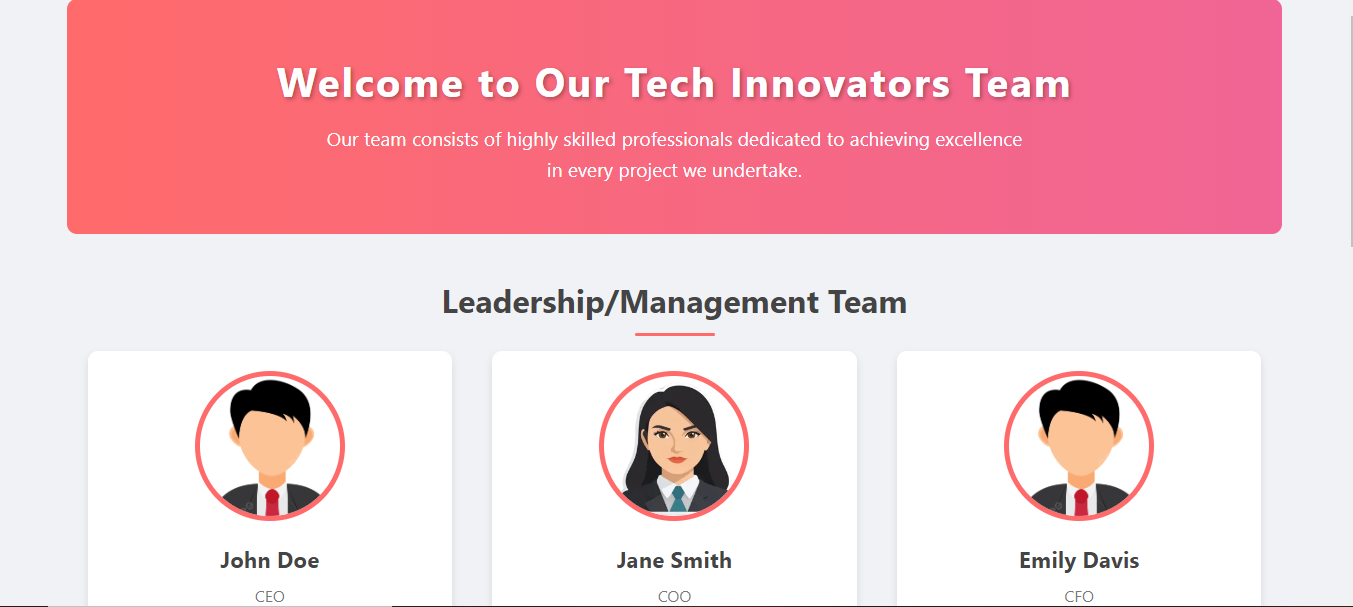 Welcome to Our Tech Innovators Team
Our team consists of highly skilled professionals dedicated to achieving excellence
in every project we undertake.
Leadership/Management Team
John Doe
Jane Smith
Emily Davis
CEO
COO
CFO